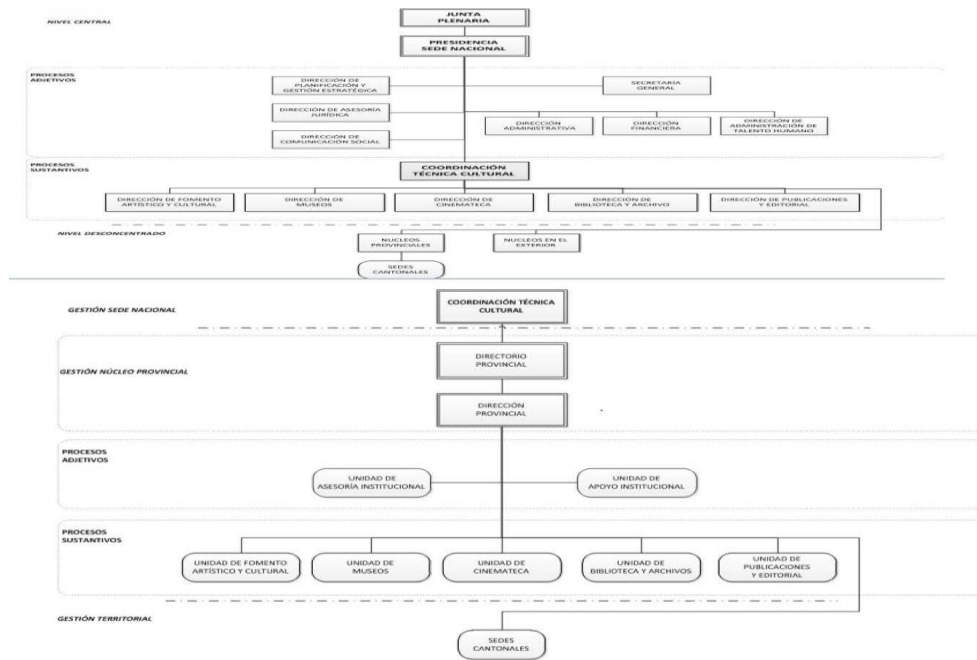 NIVEL CENTRAL
JUNTA
PLENARIA
PRESIDENCIA
SEDE NACIONAL
PROCESOS
ADJETIVOS
DIRECCIÓN DE
PLANIFICACIÓN Y
GESTIÓN ESTRATÉGICA
SECRETARÍA
GENERAL
DIRECCIÓN DE ASESORÍA
JURÍDICA
DIRECCIÓN
ADMINISTRATIVA
DIRECCIÓN
FINANCIERA
DIRECCIÓN DE
ADMINISTRACIÓN DE
TALENTO HUMANO
DIRECCIÓN DE
COMUNICACIÓN SOCIAL
PROCESOS
SUSTANTIVOS
COORDINACIÓN
TÉCNICA CULTURAL
DIRECCIÓN DE FOMENTO
ARTÍSTICO Y CULTURAL
DIRECCIÓN DE
MUSEOS
DIRECCIÓN DE
CINEMATECA
DIRECCIÓN DE
BIBLIOTECA Y ARCHIVO
DIRECCIÓN DE PUBLICACIONES
Y EDITORIAL
NIVEL DESCONCENTRADO
NUCLEOS
PROVINCIALES
NUCLEOS EN EL
EXTERIOR
SEDES
CANTONALES
GESTIÓN SEDE NACIONAL
COORDINACIÓN TÉCNICA
CULTURAL
GESTIÓN NÚCLEO PROVINCIAL
DIRECTORIO
PROVINCIAL
DIRECCIÓN
PROVINCIAL
PROCESOS
ADJETIVOS
UNIDAD DE
ASESORÍA INSTITUCIONAL
UNIDAD DE
APOYO INSTITUCIONAL
PROCESOS
SUSTANTIVOS
UNIDAD DE FOMENTO
ARTÍSTICO Y CULTURAL
UNIDAD DE
MUSEOS
UNIDAD DE
CINEMATECA
UNIDAD DE
BIBLIOTECA Y ARCHIVOS
UNIDAD DE
PUBLICACIONES
Y EDITORIAL
GESTIÓN TERRITORIAL
SEDES
CANTONALES